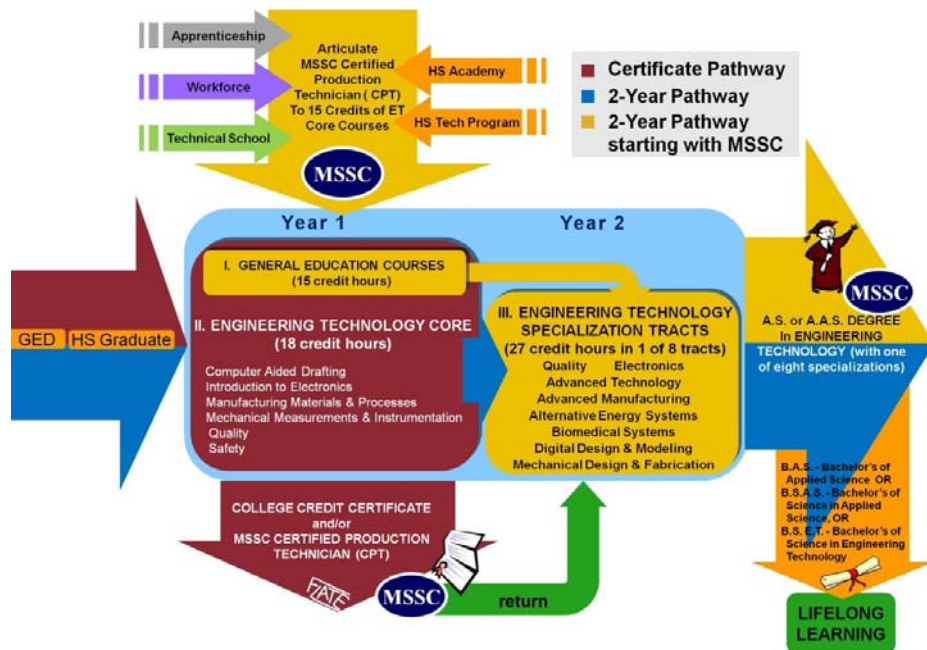 Apprenticeship
Workforce
Technical School
Articulate
MSSC Certified
Production
Technician ( CPT)
To 15 Credits of ET
Core Courses
HS Academy
HS Tech Program
MSSC
Certificate Pathway
2-Year Pathway
2-Year Pathway
starting with MSSC
Year 1
Year 2
GED
HS Graduate
I. GENERAL EDUCATION COURSES
(15 credit hours)
II. ENGINEERING TECHNOLOGY CORE
(18 credit hours)
Computer Aided Drafting
Introduction to Electronics
Manufacturing Materials & Processes
Mechanical Measurements & Instrumentation
Quality
Safety
III. ENGINEERING TECHNOLOGY
SPECIALIZATION TRACTS
(27 credit hours in 1 of 8 tracts)
Quality Electronics
Advanced Technology
Advanced Manufacturing
Alternative Energy Systems
Biomedical Systems
Digital Design & Modeling
Mechanical Design & Fabrication
MSSC
A.S. or A.A.S. DEGREE
In ENGINEERING
TECHNOLOGY (with one
of eight specializations)
COLLEGE CREDIT CERTIFICATE
and/or
MSSC CERTIFIED PRODUCTION
TECHNICIAN (CPT)
FLATE
MSSC
return
B.A.S. - Bachelor's of
Applied Science OR
B.S.A.S. - Bachelor's of
Science in Applied
Science, OR
B.S. E.T. - Bachelor's of
Science in Engineering
Technology
LIFELONG
LEARNING